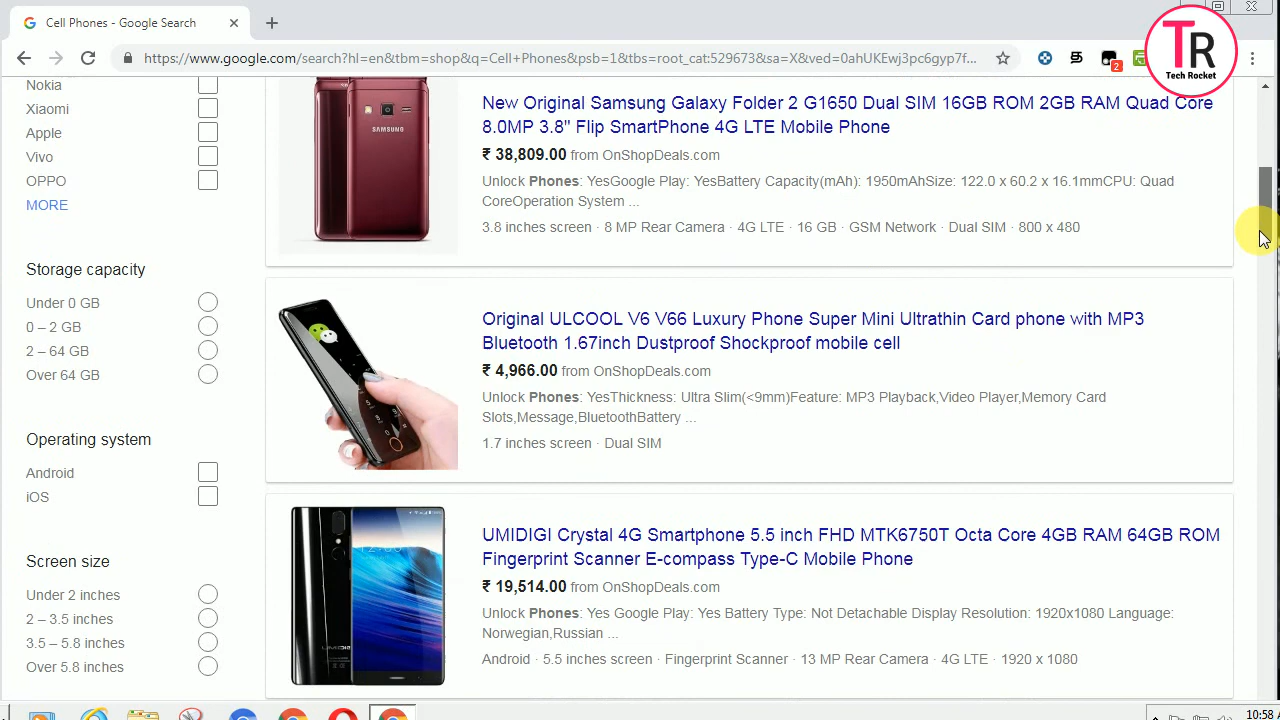 Cell Phones - Google Search
https://www.google.com/search?hl=en&tbm=shop&q=Cell+Phones&psb=1&tbs=root_cat:529673&sa=X&ved=0ahUKEwj3pc6gyp7f...
2
TR
Tech Rocket
Nokia
Xiaomi
Apple
Vivo
OPPO
MORE
Storage capacity
Under 0 GB
0 – 2 GB
2 – 64 GB
Over 64 GB
Operating system
Android
iOS
Screen size
Under 2 inches
2 – 3.5 inches
3.5 – 5.8 inches
Over 5.8 inches
SAMSUNG
New Original Samsung Galaxy Folder 2 G1650 Dual SIM 16GB ROM 2GB RAM Quad Core
8.0MP 3.8" Flip SmartPhone 4G LTE Mobile Phone
₹ 38,809.00 from OnShopDeals.com
Unlock Phones: YesGoogle Play: YesBattery Capacity(mAh): 1950mAhSize: 122.0 x 60.2 x 16.1mmCPU: Quad
CoreOperation System ...
3.8 inches screen · 8 MP Rear Camera · 4G LTE · 16 GB · GSM Network · Dual SIM · 800 x 480
Original ULCOOL V6 V66 Luxury Phone Super Mini Ultrathin Card phone with MP3
Bluetooth 1.67inch Dustproof Shockproof mobile cell
₹ 4,966.00 from OnShopDeals.com
Unlock Phones: YesThickness: Ultra Slim(<9mm)Feature: MP3 Playback,Video Player,Memory Card
Slots,Message,BluetoothBattery ...
1.7 inches screen · Dual SIM
UMIDIGI Crystal 4G Smartphone 5.5 inch FHD MTK6750T Octa Core 4GB RAM 64GB ROM
Fingerprint Scanner E-compass Type-C Mobile Phone
₹ 19,514.00 from OnShopDeals.com
Unlock Phones: Yes Google Play: Yes Battery Type: Not Detachable Display Resolution: 1920x1080 Language:
Norwegian,Russian ...
Android · 5.5 inches screen · Fingerprint Scanner · 13 MP Rear Camera · 4G LTE · 1920 x 1080
10:58